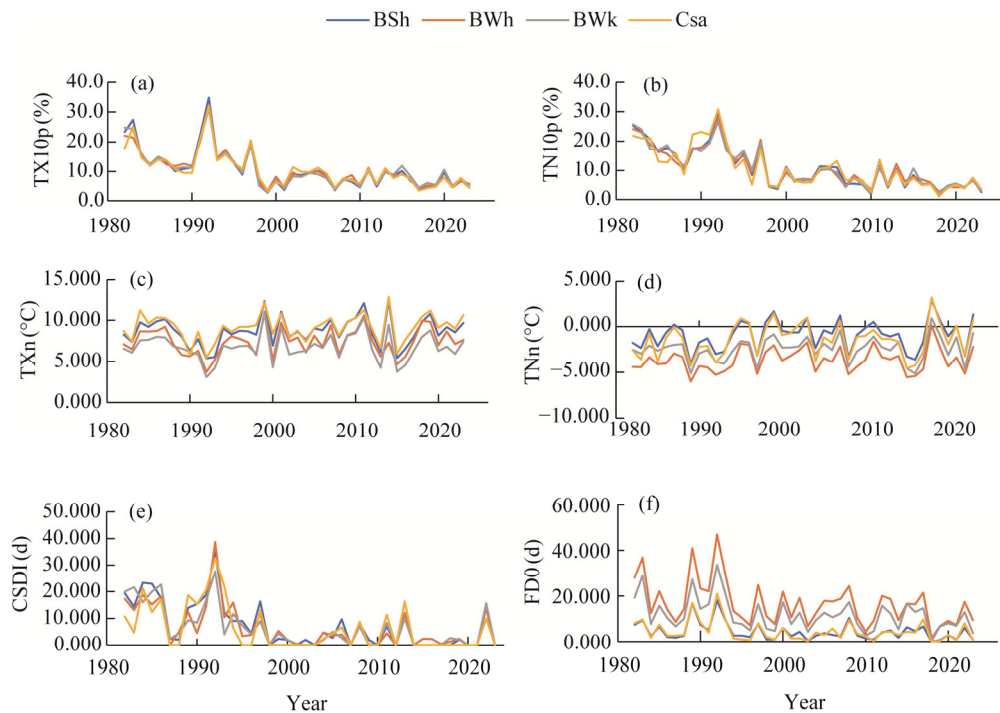 BSh BWh BWk Csa
(a)
TX10p (%)
40.0
30.0
20.0
10.0
0.0
1980 1990 2000 2010 2020
(b)
TN10p (%)
40.0
30.0
20.0
10.0
0.0
1980 1990 2000 2010 2020
(c)
TXn (°C)
15.000
10.000
5.000
0.000
1980 1990 2000 2010 2020
(d)
TNn (°C)
5.000
0.000
−5.000
−10.000
1980 1990 2000 2010 2020
(e)
CSDI (d)
50.000
40.000
30.000
20.000
10.000
0.000
1980 1990 2000 2010 2020
Year
(f)
FD0 (d)
60.000
40.000
20.000
0.000
1980 1990 2000 2010 2020
Year